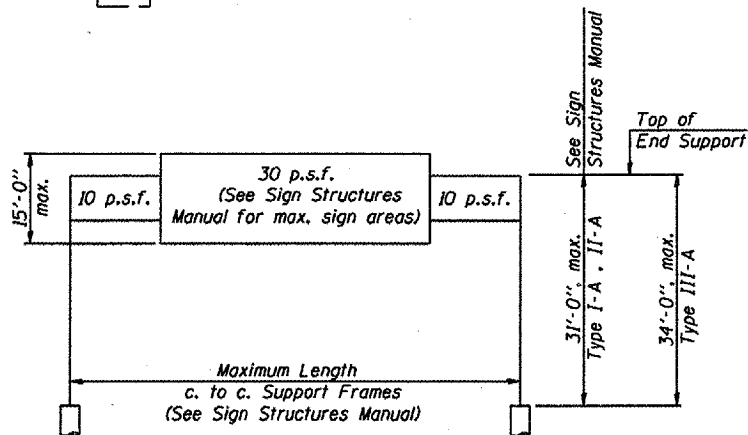 See Sign
Structures Manual
Top of
End Support
15'-0"
max.
10 p.s.f.
30 p.s.f.
(See Sign Structures
Manual for max. sign areas)
10 p.s.f.
31'-0", max.
Type I-A, II-A
34'-0", max.
Type III-A
Maximum Length
c. to c. Support Frames
(See Sign Structures Manual)